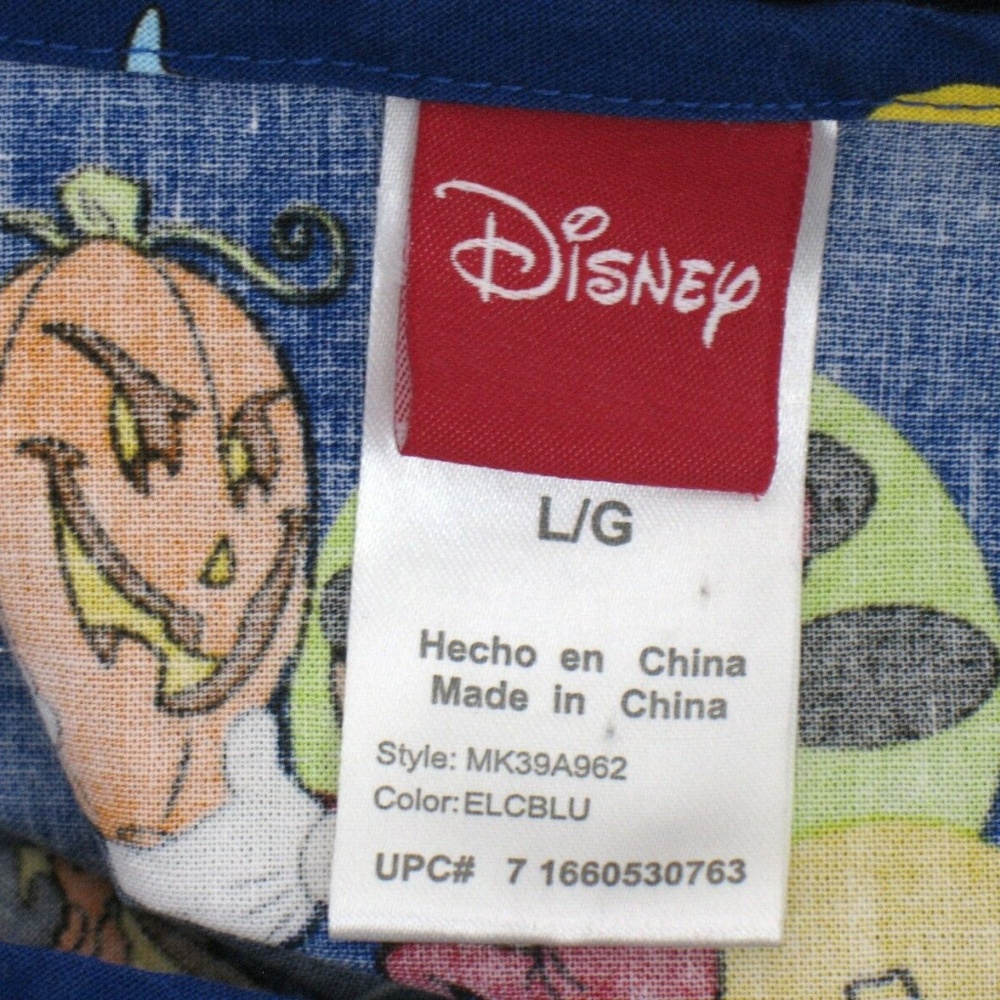 Disney
L/G
Hecho en China
Made in China
Style: MK39A962
Color: ELCBLU
UPC# 7 1660530763